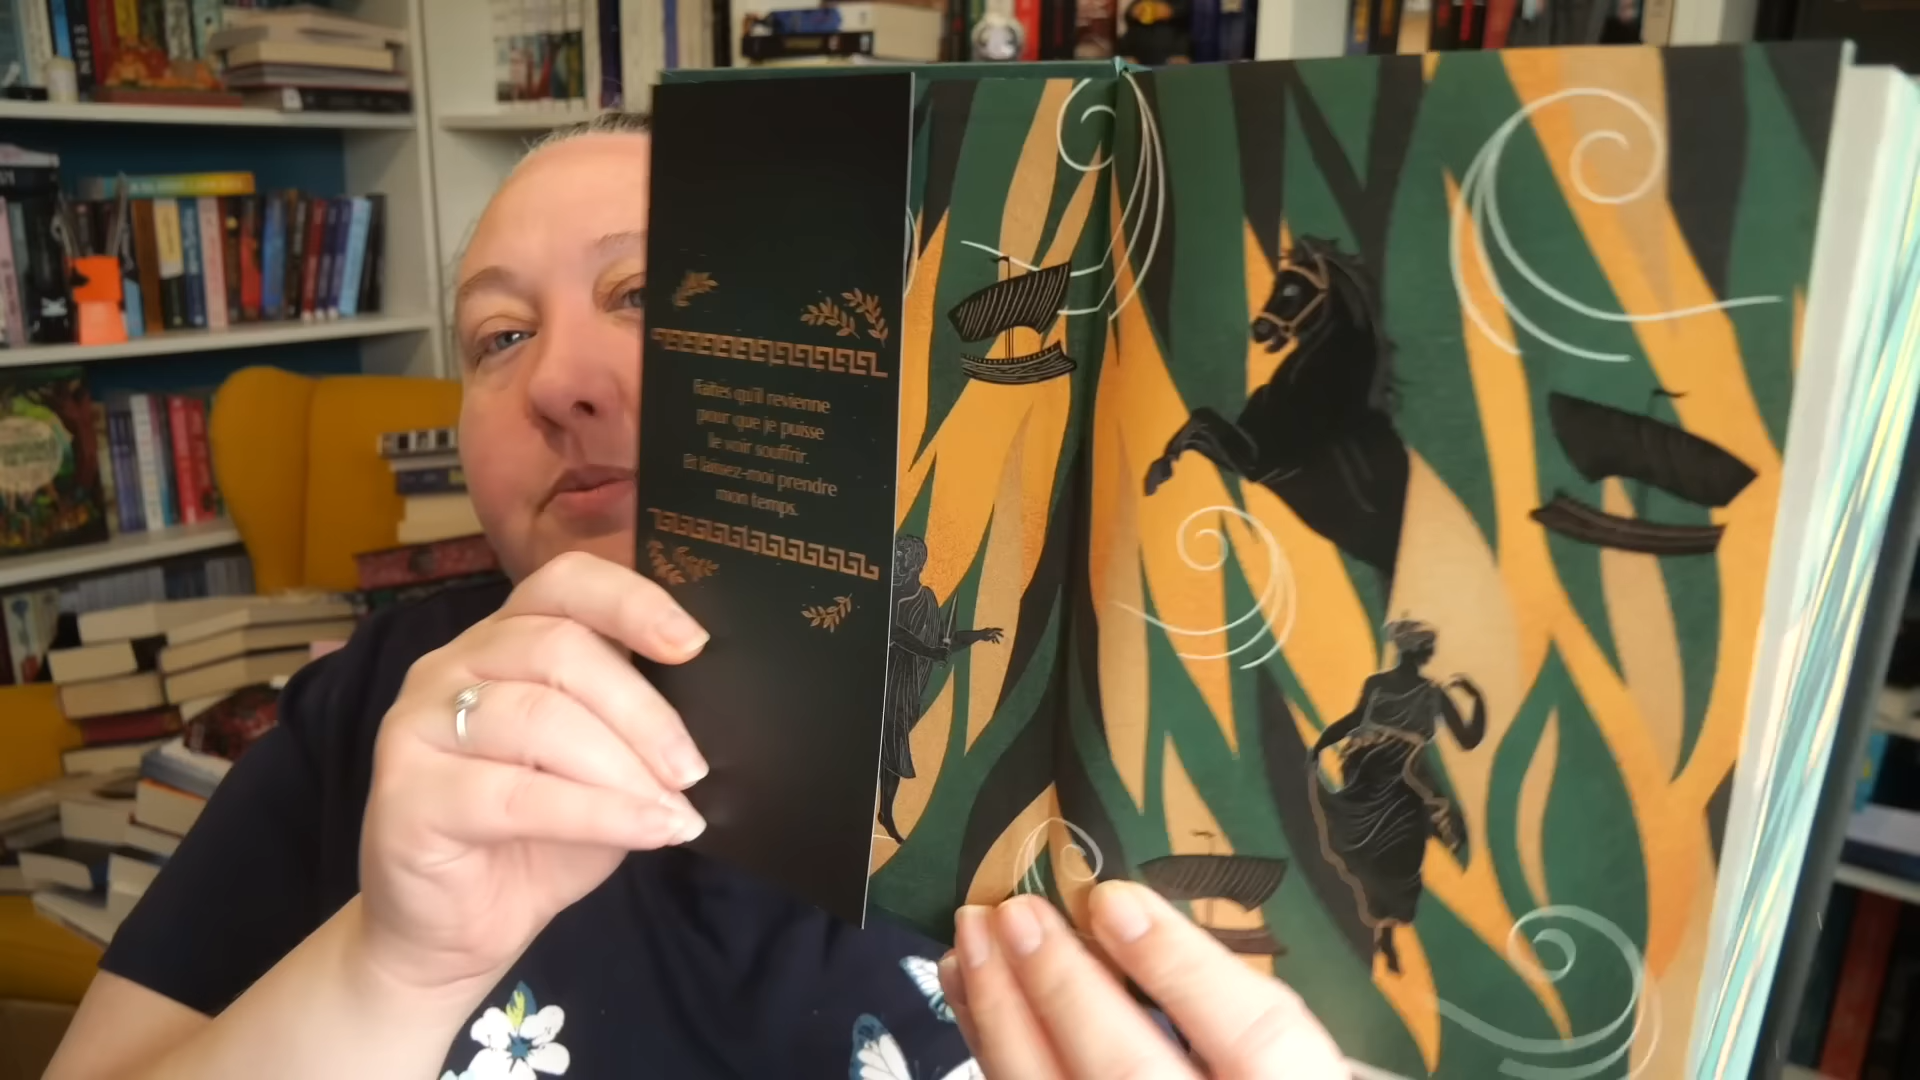 Faites qu'il revienne
pour que je puisse
le voir souffrir.
Et laissez-moi prendre
mon temps.